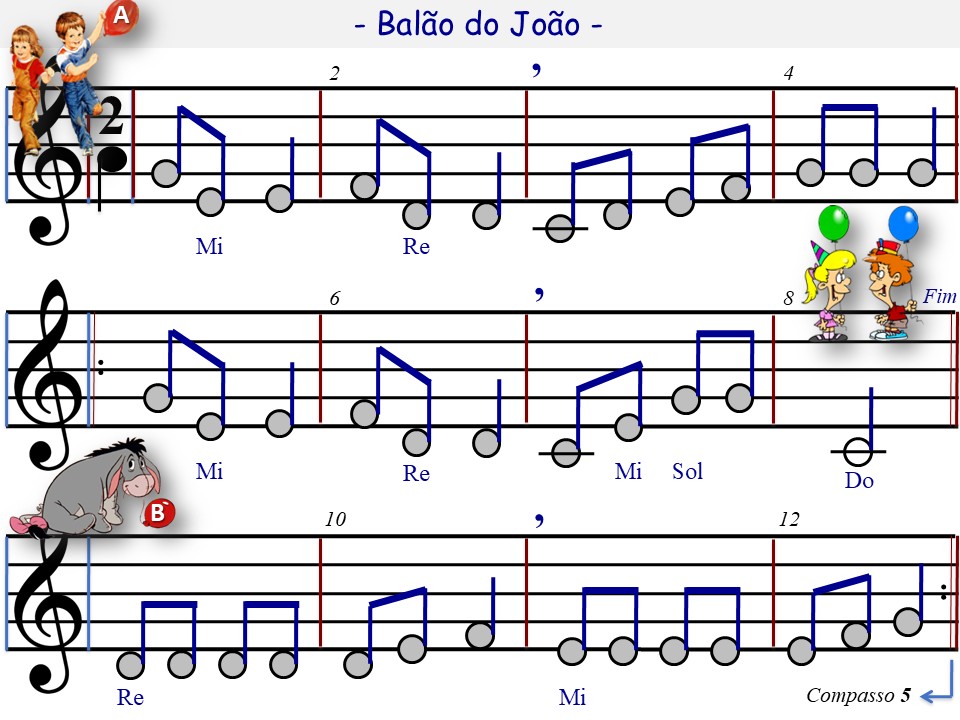 - Balão do João -
A
2
,
4
2
Mi
Re
6
,
8
Fim
Mi
Re
Mi
Sol
Do
B`
10
,
12
Re
Mi
Compasso 5